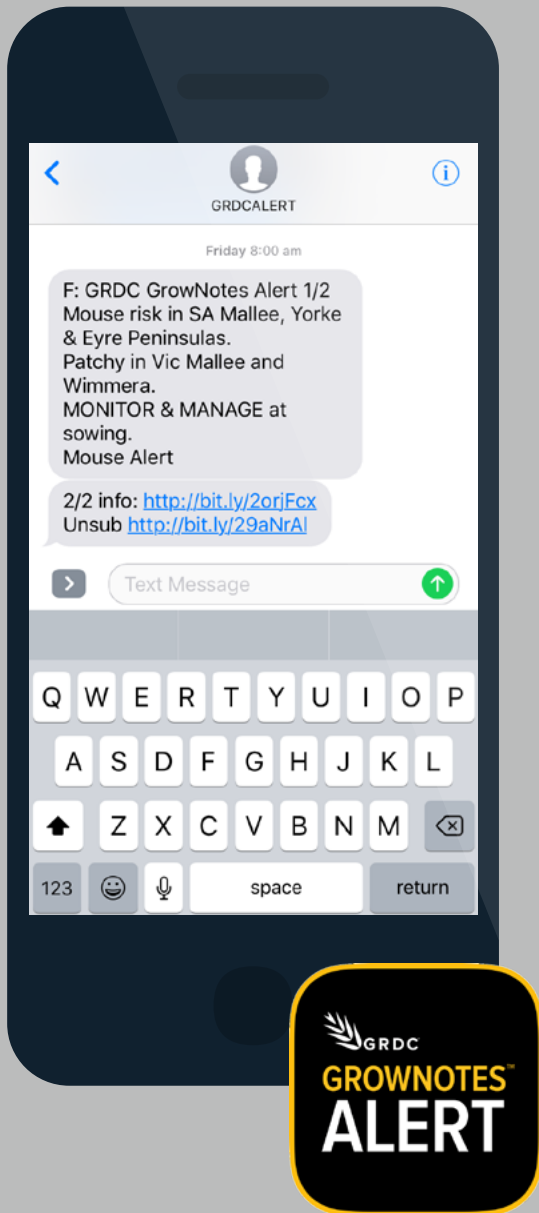 GRDCALERT
Friday 8:00 am
F: GRDC GrowNotes Alert 1/2
Mouse risk in SA Mallee, Yorke
& Eyre Peninsulas.
Patchy in Vic Mallee and
Wimmera.
MONITOR & MANAGE at
sowing.
Mouse Alert
2/2 info: http://bit.ly/2orjFcx
Unsub http://bit.ly/29aNrAl
Text Message
Q W E R T Y U I O P
A S D F G H J K L
Z X C V B N M
123 space return
GRDC
GROWNOTES™
ALERT